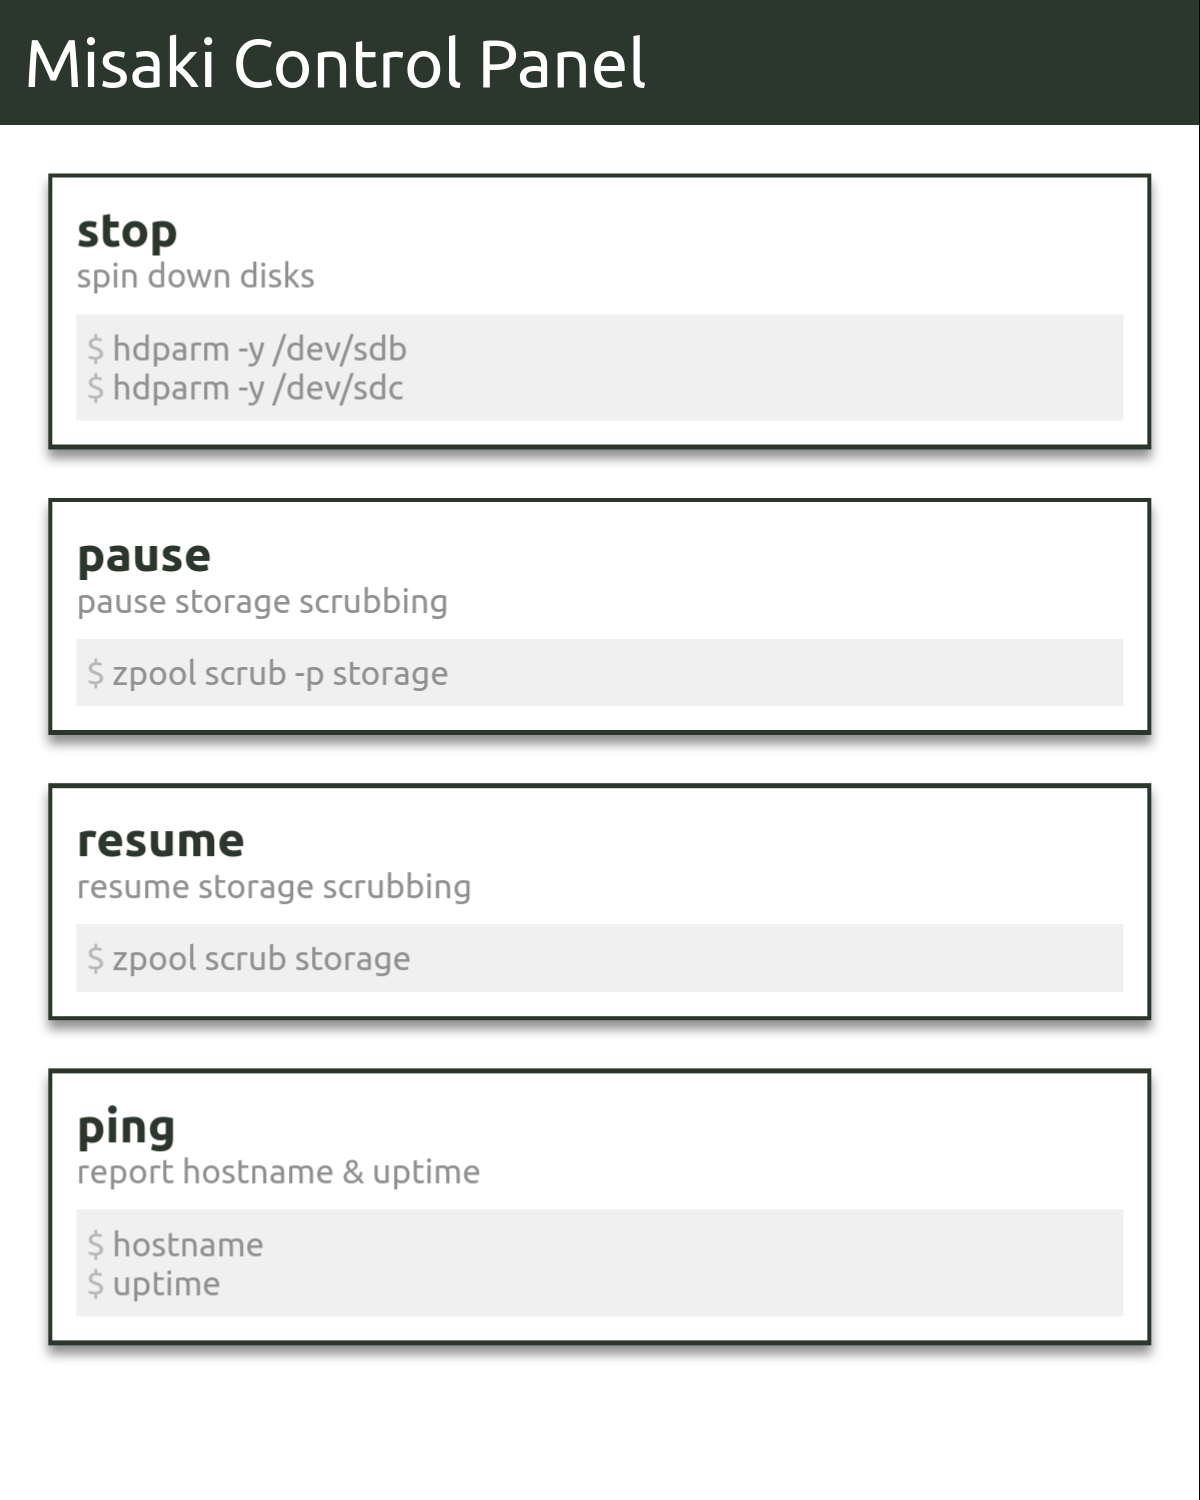 Misaki Control Panel
stop
spin down disks
$ hdparm -y /dev/sdb
$ hdparm -y /dev/sdc
pause
pause storage scrubbing
$ zpool scrub -p storage
resume
resume storage scrubbing
$ zpool scrub storage
ping
report hostname & uptime
$ hostname
$ uptime